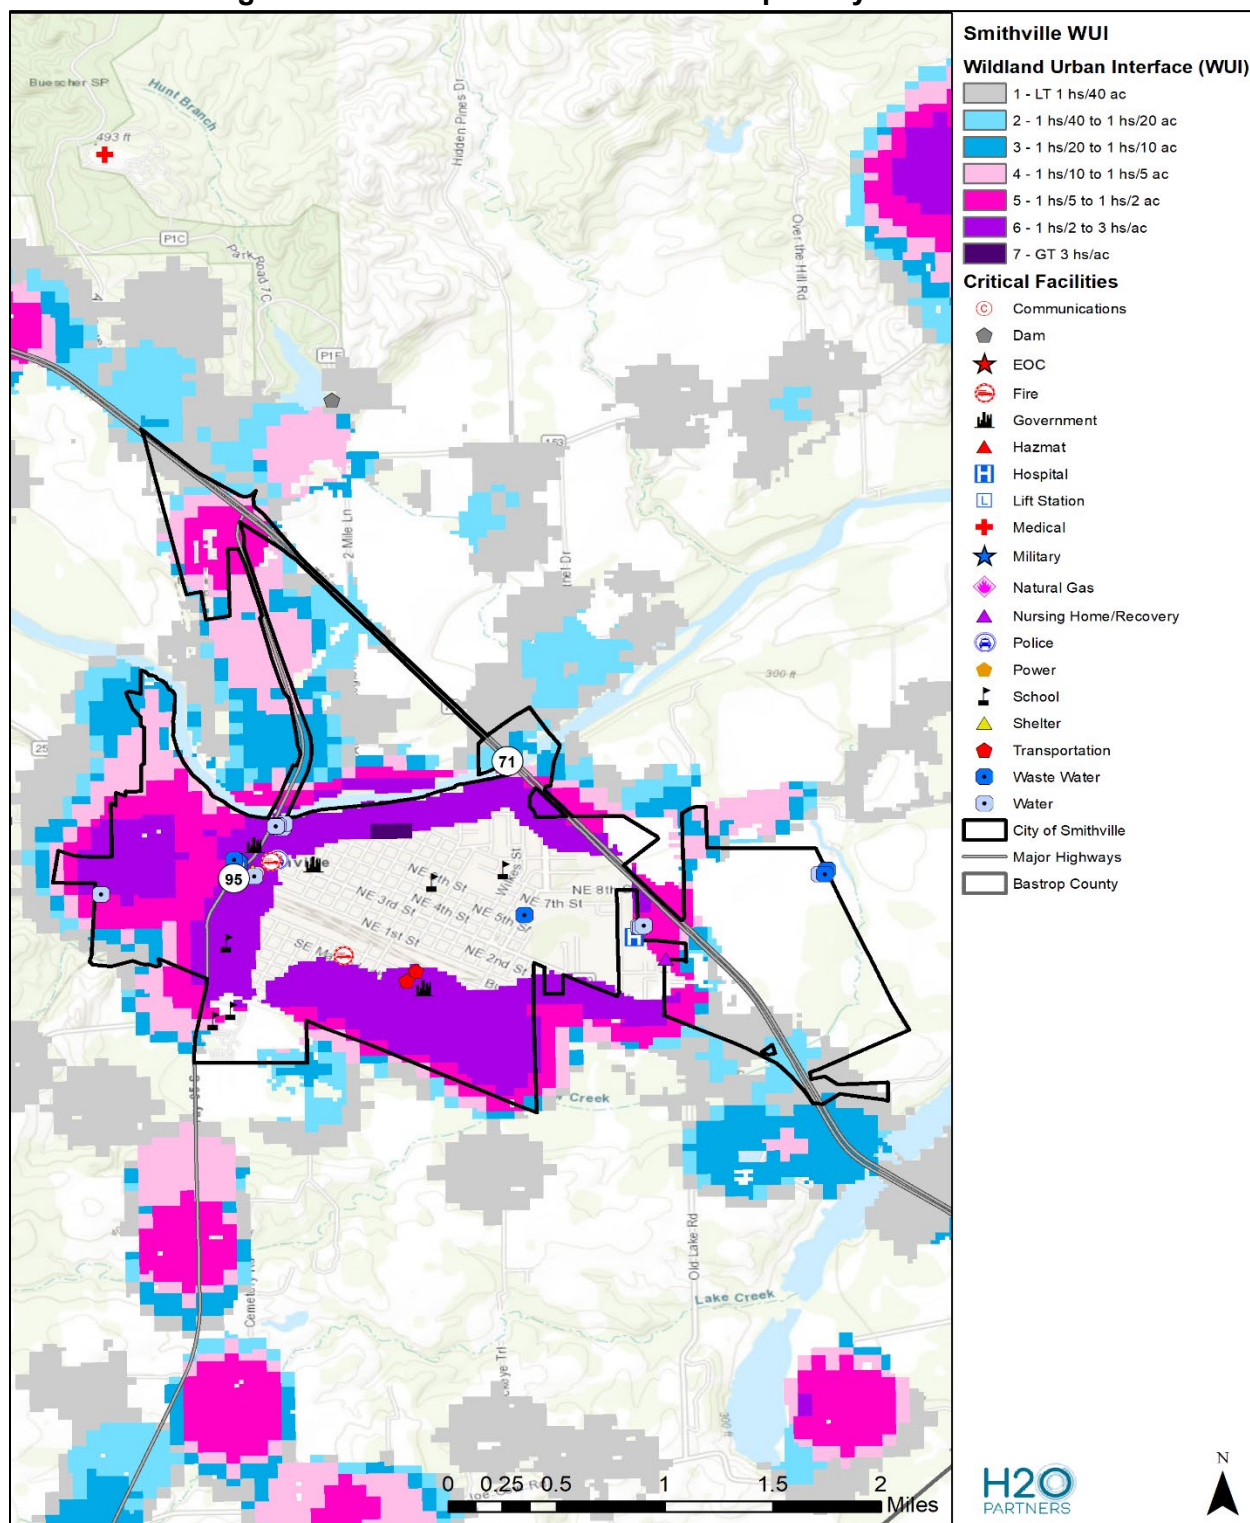 Smithville WUI
Wildland Urban Interface (WUI)
1 - LT 1 hs/40 ac
2 - 1 hs/40 to 1 hs/20 ac
3 - 1 hs/20 to 1 hs/10 ac
4 - 1 hs/10 to 1 hs/5 ac
5 - 1 hs/5 to 1 hs/2 ac
6 - 1 hs/2 to 3 hs/ac
7 - GT 3 hs/ac
Critical Facilities
C Communications
Dam
EOC
Fire
Government
Hazmat
H Hospital
L Lift Station
Medical
Military
Natural Gas
Nursing Home/Recovery
Police
Power
School
Shelter
Transportation
Waste Water
Water
City of Smithville
Major Highways
Bastrop County
Buescher SP
Hunt Branch
493 ft
Hidden Pines Dr
Over the Hill Rd
P1C
Park Road 1C
P1E
153
2 Mile Ln
300 ft
71
95
Wilkes St
NE 8th S
NE 7th St
NE 5th St
NE 4th St
NE 3rd St
NE 1st St
NE 2nd St
SE Ma
Creek
Old Lake Rd
Lake Creek
Cemetery Rd
0 0.25 0.5 1 1.5 2
Miles
H2O
PARTNERS
N